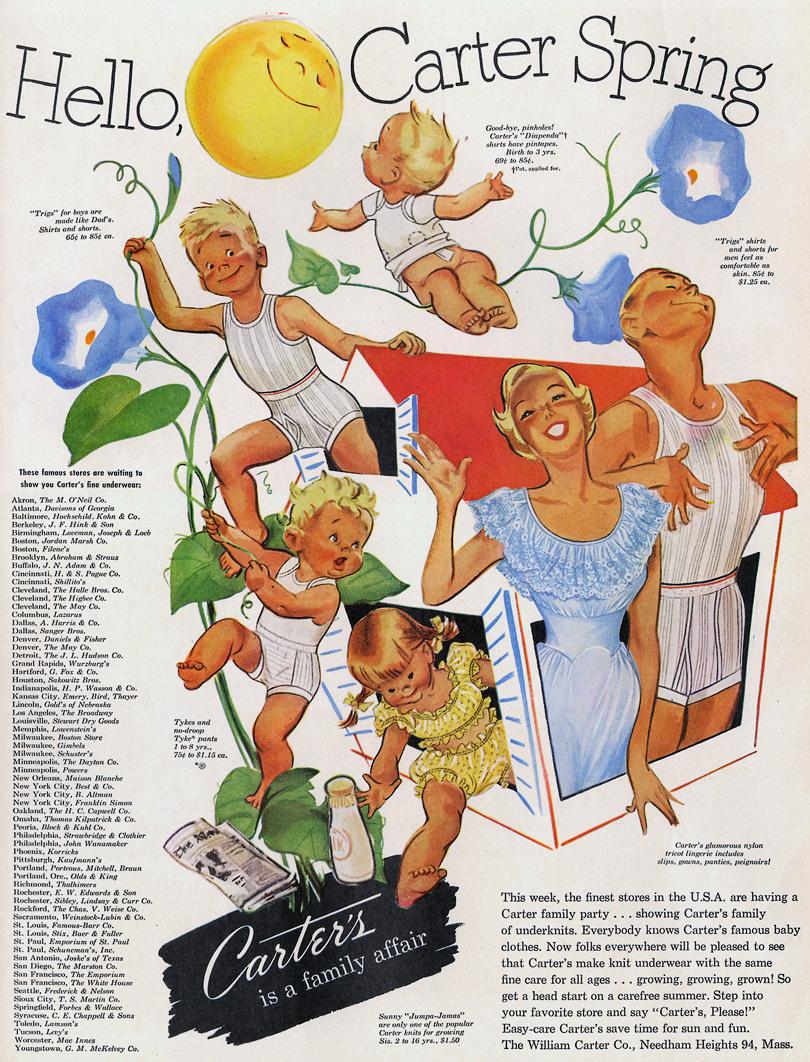 Hello, Carter Spring
Good-bye, pinholes!
Carter's "Diapenda"†
shirts have pintapes.
Birth to 3 yrs.
69¢ to 85¢.
†Pat. applied for.
"Trigs" for boys are
made like Dad's.
Shirts and shorts.
65¢ to 85¢ ea.
"Trigs" shirts
and shorts for
men feel as
comfortable as
skin. 85¢ to
$1.25 ea.
These famous stores are waiting to
show you Carter's fine underwear:
Akron, The M. O'Neil Co.
Atlanta, Davisons of Georgia
Baltimore, Hochschild, Kohn & Co.
Berkeley, J. F. Hink & Son
Birmingham, Loveman, Joseph & Loeb
Boston, Jordan Marsh Co.
Boston, Filene's
Brooklyn, Abraham & Straus
Buffalo, J. N. Adam & Co.
Cincinnati, H. & S. Pogue Co.
Cincinnati, Shillito's
Cleveland, The Halle Bros. Co.
Cleveland, The Higbee Co.
Cleveland, The May Co.
Columbus, Lazarus
Dallas, A. Harris & Co.
Dallas, Sanger Bros.
Denver, Daniels & Fisher
Denver, The May Co.
Detroit, The J. L. Hudson Co.
Grand Rapids, Wurzburg's
Hartford, G. Fox & Co.
Houston, Sakowitz Bros.
Indianapolis, H. P. Wasson & Co.
Kansas City, Emery, Bird, Thayer
Lincoln, Gold's of Nebraska
Los Angeles, The Broadway
Louisville, Stewart Dry Goods
Memphis, Lowenstein's
Milwaukee, Boston Store
Milwaukee, Gimbels
Milwaukee, Schuster's
Minneapolis, The Dayton Co.
Minneapolis, Powers
New Orleans, Maison Blanche
New York City, Best & Co.
New York City, B. Altman
New York City, Franklin Simon
Oakland, The H. C. Capwell Co.
Omaha, Thomas Kilpatrick & Co.
Peoria, Block & Kuhl Co.
Philadelphia, Strawbridge & Clothier
Philadelphia, John Wanamaker
Phoenix, Korricks
Pittsburgh, Kaufmann's
Portland, Porteous, Mitchell, Braun
Portland, Ore., Olds & King
Richmond, Thalhimers
Rochester, E. W. Edwards & Son
Rochester, Sibley, Lindsay & Curr Co.
Rockford, The Chas. V. Weise Co.
Sacramento, Weinstock-Lubin & Co.
St. Louis, Famous-Barr Co.
St. Louis, Stix, Baer & Fuller
St. Paul, Emporium of St. Paul
St. Paul, Schuneman's, Inc.
San Antonio, Joske's of Texas
San Diego, The Marston Co.
San Francisco, The Emporium
San Francisco, The White House
Seattle, Frederick & Nelson
Sioux City, T. S. Martin Co.
Springfield, Forbes & Wallace
Syracuse, C. E. Chappell & Sons
Toledo, Lamson's
Tucson, Levy's
Worcester, Mac Innes
Youngstown, G. M. McKelvey Co.
Tykes and
no-droop
Tyke* pants
1 to 8 yrs.,
75¢ to $1.15 ea.
*®
Carter's glamorous nylon
tricot lingerie includes
slips, gowns, panties, peignoirs!
Carter's
is a family affair
Sunny "Jumpa-Jamas"
are only one of the popular
Carter knits for growing
Sis. 2 to 16 yrs., $1.50
This week, the finest stores in the U.S.A. are having a
Carter family party . . . showing Carter's family
of underknits. Everybody knows Carter's famous baby
clothes. Now folks everywhere will be pleased to see
that Carter's make knit underwear with the same
fine care for all ages . . . growing, growing, grown! So
get a head start on a carefree summer. Step into
your favorite store and say "Carter's, Please!"
Easy-care Carter's save time for sun and fun.
The William Carter Co., Needham Heights 94, Mass.